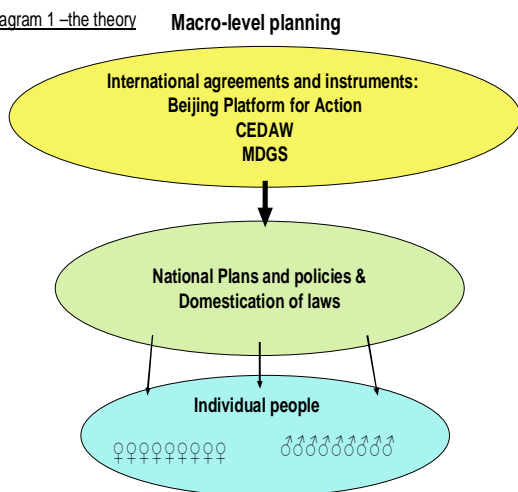 agram 1 –the theory
Macro-level planning
International agreements and instruments:
Beijing Platform for Action
CEDAW
MDGS
National Plans and policies &
Domestication of laws
Individual people
♀♀♀♀♀♀♀♀♀ ♂♂♂♂♂♂♂♂♂